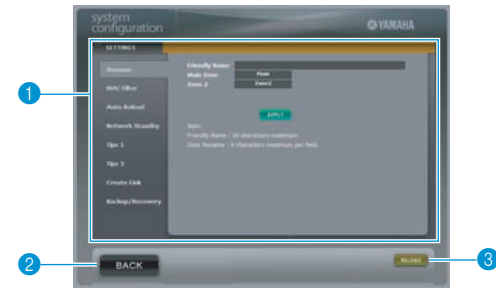 system
configuration
YAMAHA
SETTINGS
Rename
MAC Filter
Auto Reload
Network Standby
Tips 1
Tips 2
Create Link
Backup/Recovery
Friendly Name:
Main Zone:
Main
Zone 2
Zone2
APPLY
Note:
Friendly Name : 30 characters maximum.
Zone Rename : 9 characters maximum per field.
1
2
BACK
RELOAD
3